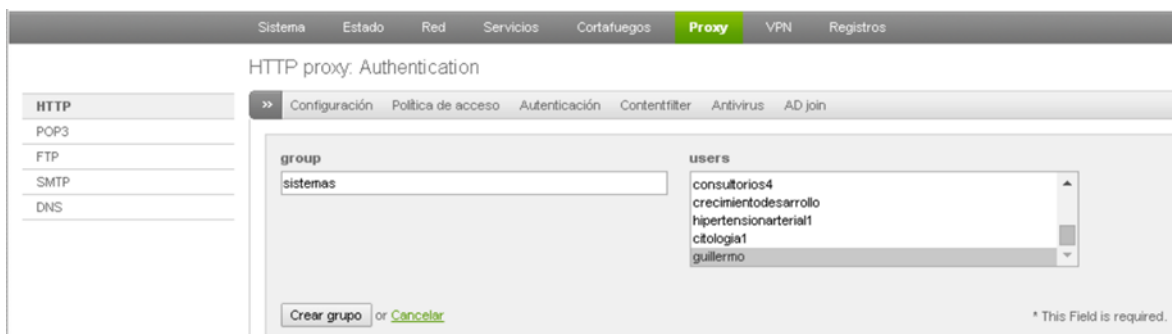 Sistema Estado Red Servicios Cortafuegos Proxy VPN Registros
HTTP proxy: Authentication
HTTP
POP3
FTP
SMTP
DNS
» Configuración Política de acceso Autenticación Contentfilter Antivirus AD join
group
sistemas
users
consultorios4
crecimientodesarrollo
hipertensionarterial1
citologia1
guillermo
Crear grupo or Cancelar
* This Field is required.